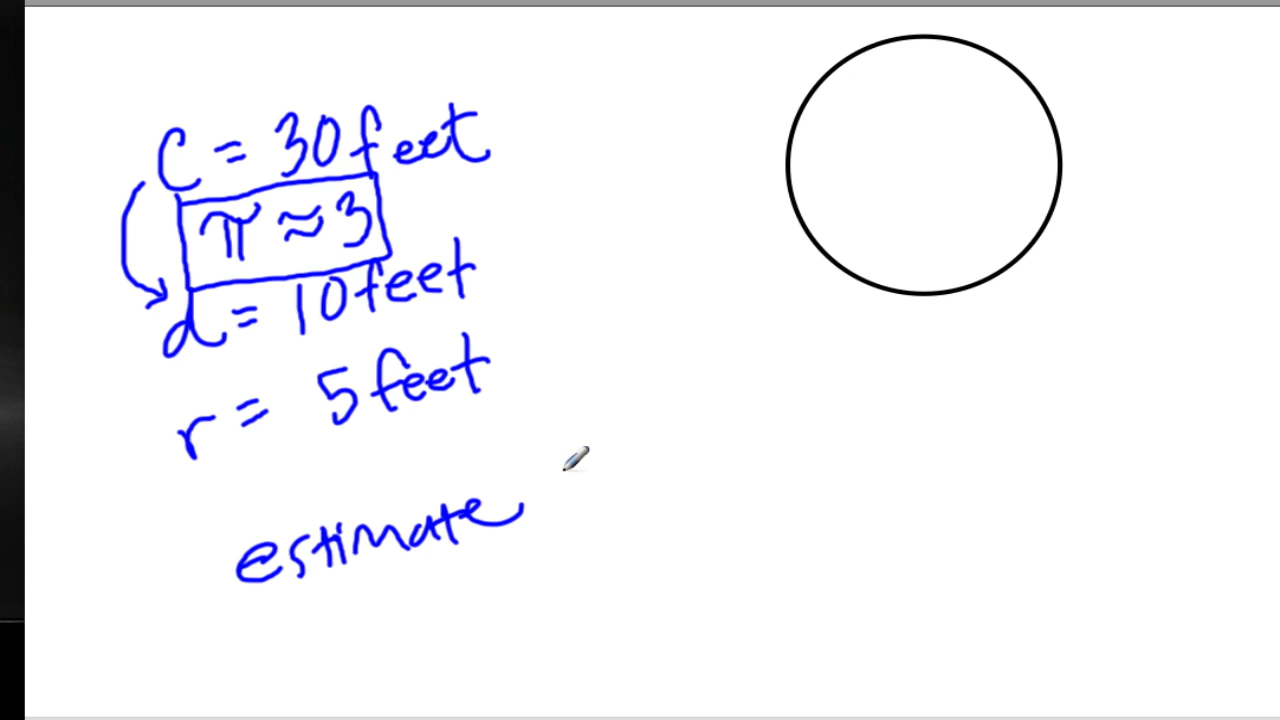 C = 30 feet
π ≈ 3
d = 10 feet
r = 5 feet
estimate